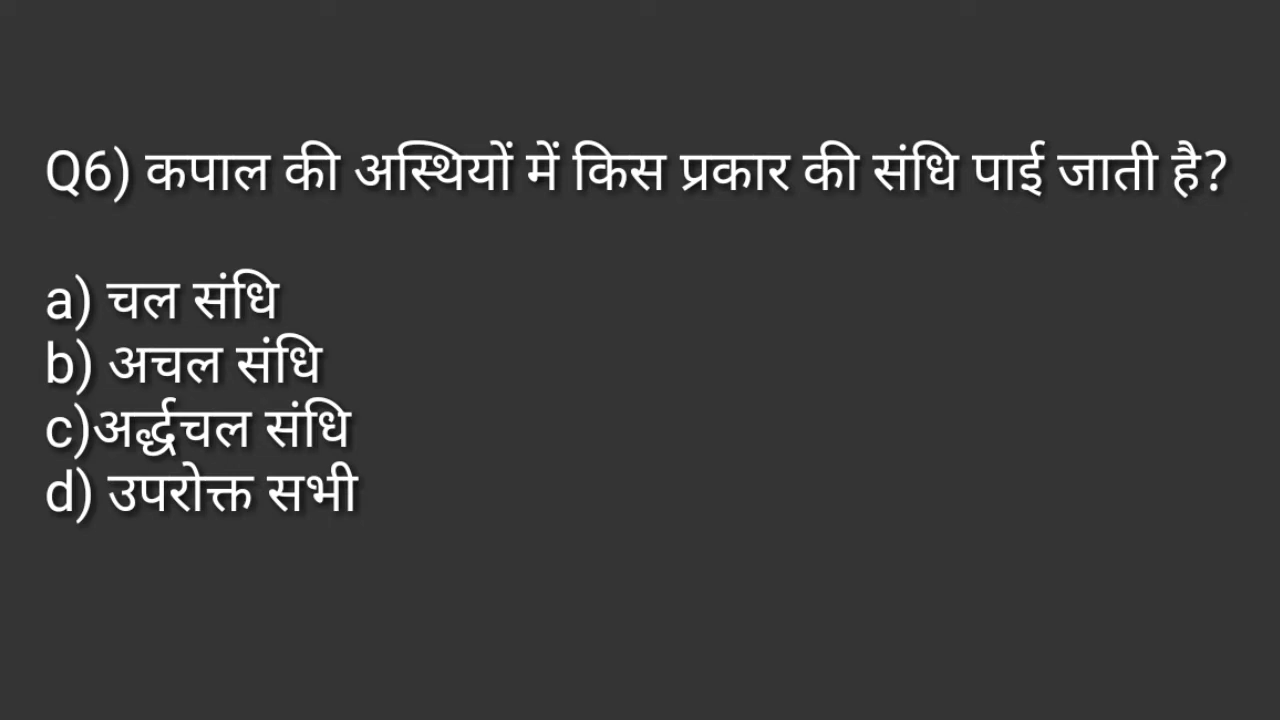 Q6) कपाल की अस्थियों में किस प्रकार की संधि पाई जाती है?
a) चल संधि
b) अचल संधि
c)अर्द्धचल संधि
d) उपरोक्त सभी